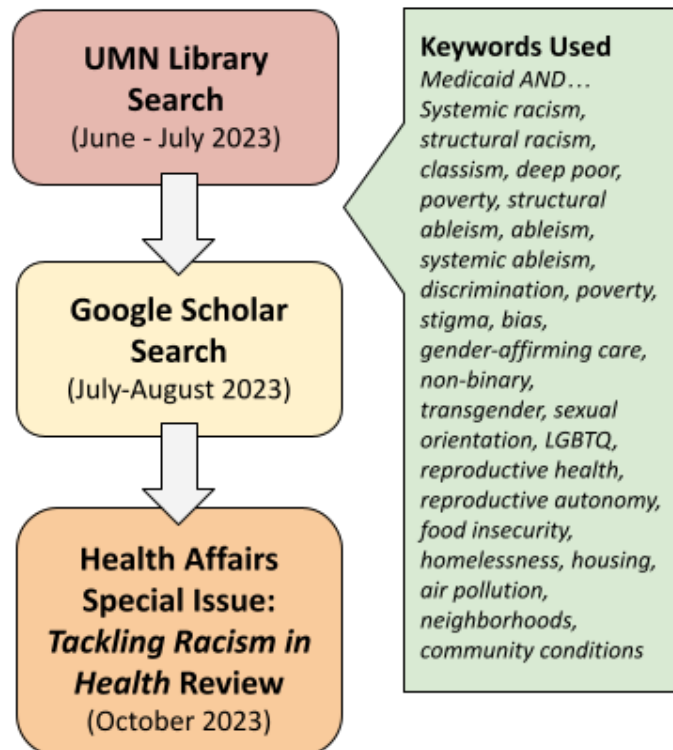 UMN Library
Search
(June - July 2023)
Google Scholar
Search
(July-August 2023)
Health Affairs
Special Issue:
Tackling Racism in
Health Review
(October 2023)
Keywords Used
Medicaid AND…
Systemic racism,
structural racism,
classism, deep poor,
poverty, structural
ableism, ableism,
systemic ableism,
discrimination, poverty,
stigma, bias,
gender-affirming care,
non-binary,
transgender, sexual
orientation, LGBTQ,
reproductive health,
reproductive autonomy,
food insecurity,
homelessness, housing,
air pollution,
neighborhoods,
community conditions